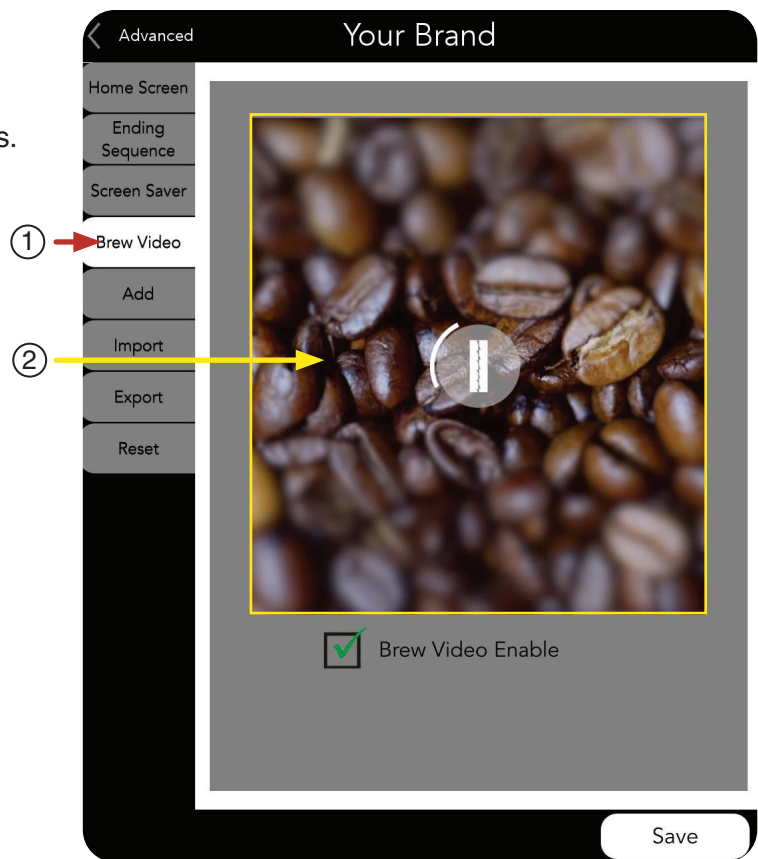 Advanced
Your Brand
s.
Home Screen
Ending
Sequence
Screen Saver
① Brew Video
Add
② Import
Export
Reset
Brew Video Enable
Save